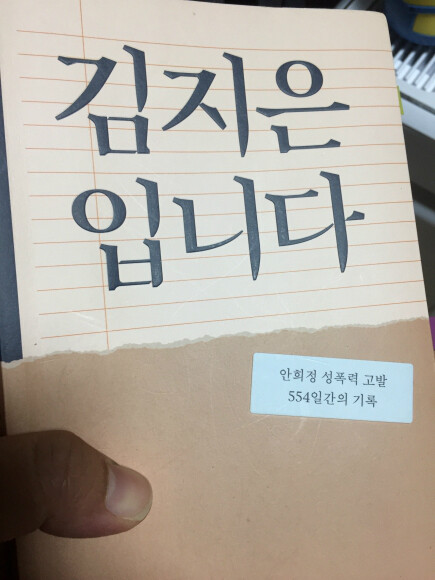 김지은
입니다
안희정 성폭력 고발
554일간의 기록